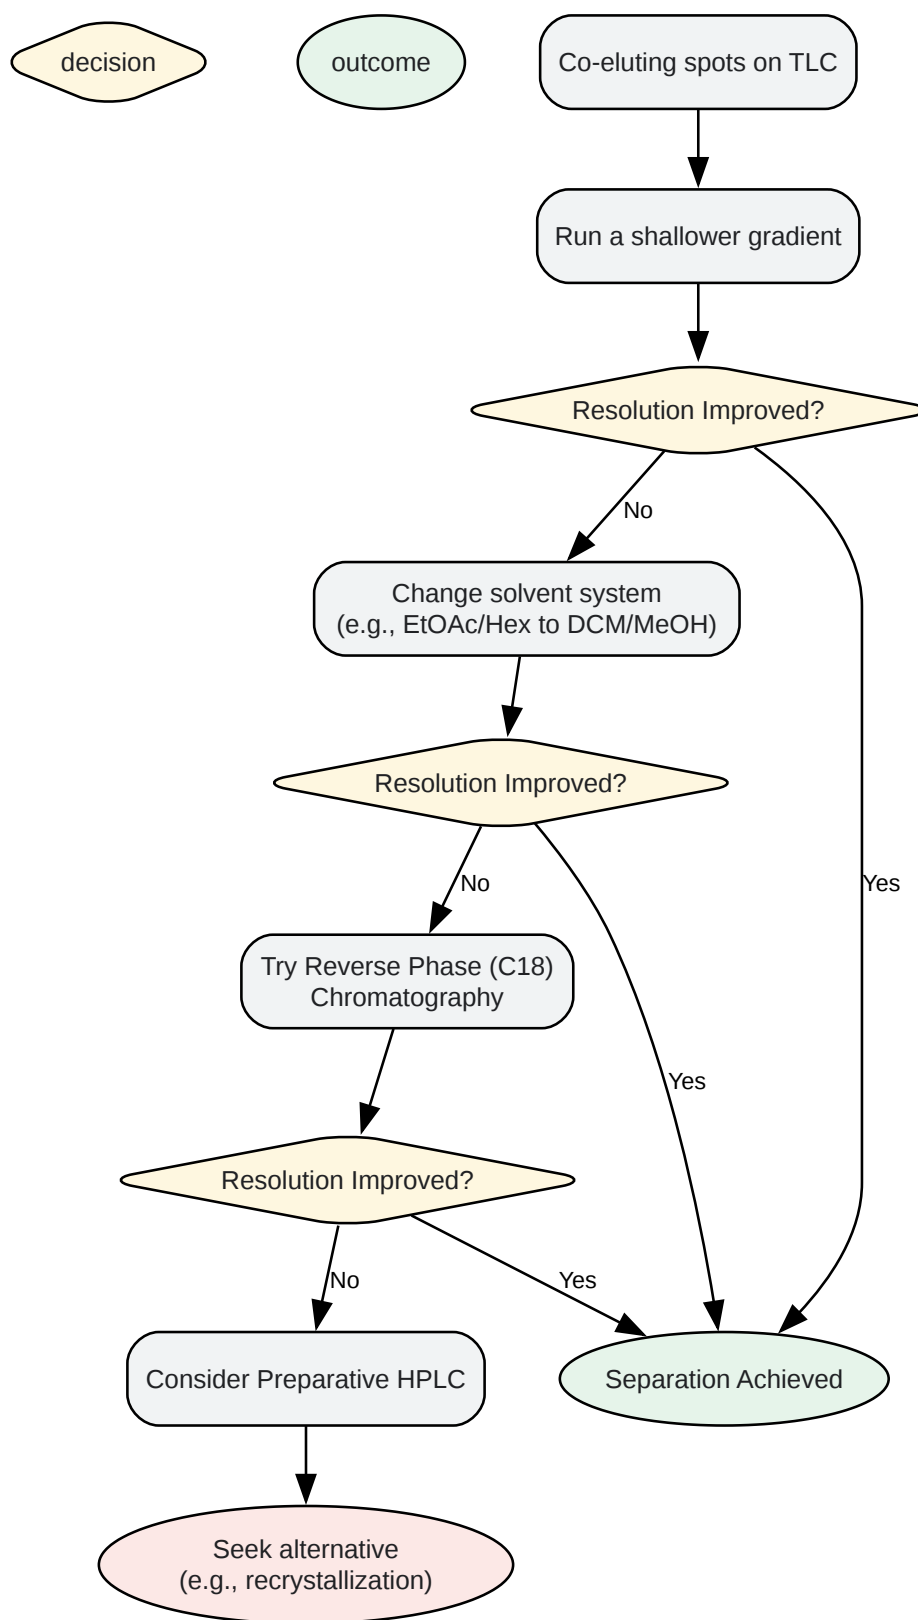 decision
outcome
Co-eluting spots on TLC
Run a shallower gradient
Resolution Improved?
No
Change solvent system
(e.g., EtOAc/Hex to DCM/MeOH)
Resolution Improved?
No
Yes
Try Reverse Phase (C18)
Chromatography
Yes
Resolution Improved?
No
Yes
Consider Preparative HPLC
Separation Achieved
Seek alternative
(e.g., recrystallization)